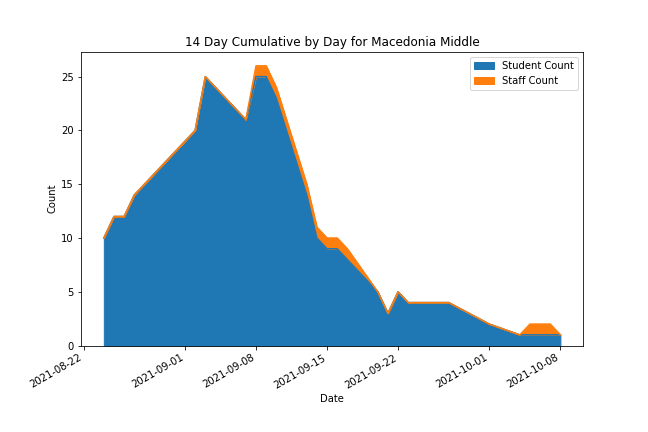 14 Day Cumulative by Day for Macedonia Middle
Student Count
Staff Count
Count
25
20
15
10
5
0
2021-08-22
2021-09-01
2021-09-08
2021-09-15
2021-09-22
2021-10-01
2021-10-08
Date